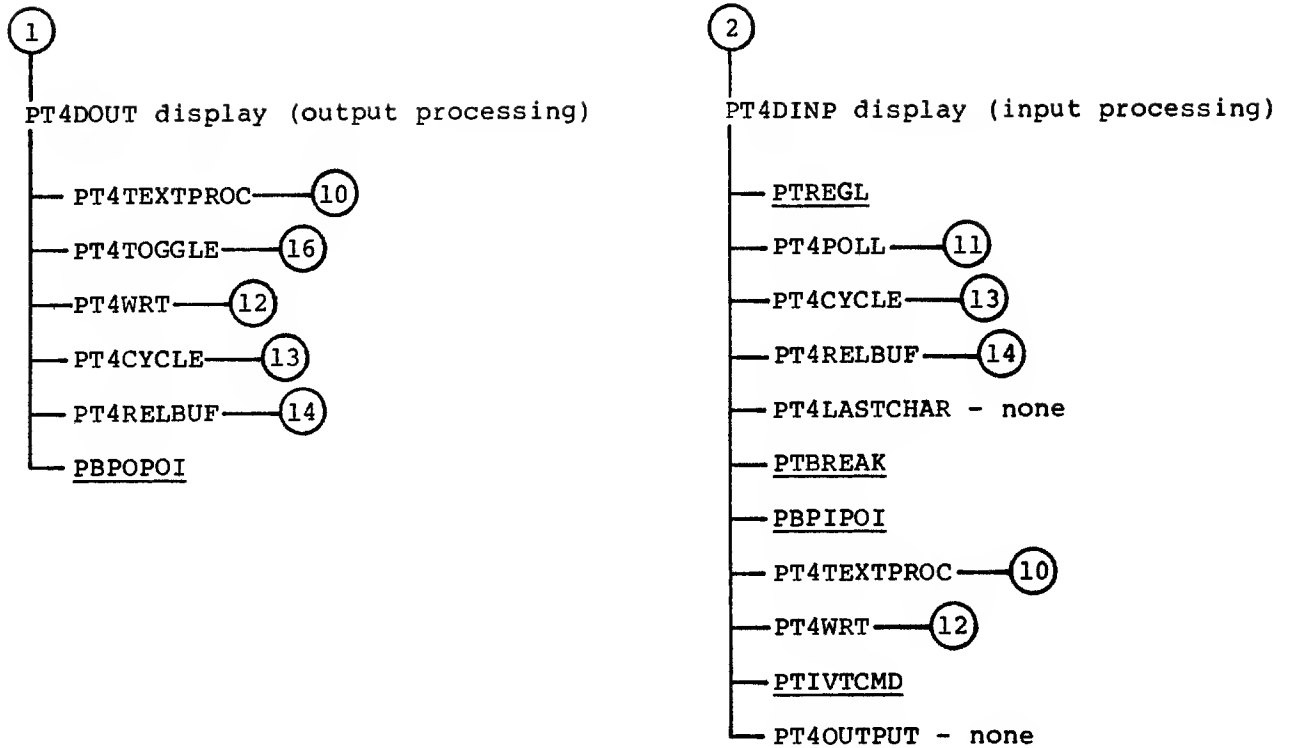 1
PT4DOUT display (output processing)
PT4TEXTPROC 10
PT4TOGGLE 16
PT4WRT 12
PT4CYCLE 13
PT4RELBUF 14
PBPOPOI
2
PT4DINP display (input processing)
PTREGL
PT4POLL 11
PT4CYCLE 13
PT4RELBUF 14
PT4LASTCHAR - none
PTBREAK
PBPIPOI
PT4TEXTPROC 10
PT4WRT 12
PTIVTCMD
PT4OUTPUT - none